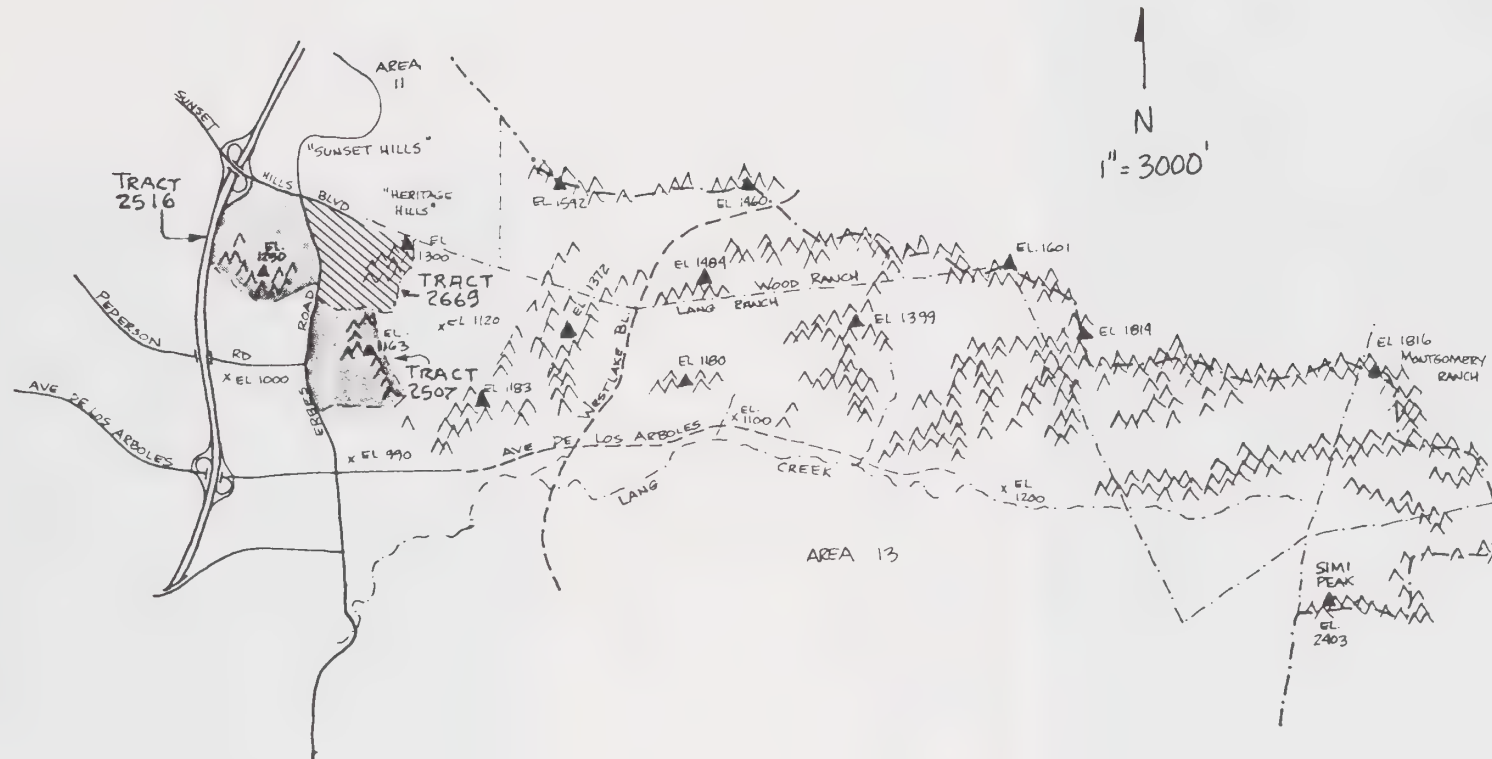 AREA
11
SUNSET
HILLS
BLVD
"SUNSET HILLS"
N
1" = 3000'
TRACT
2516
"HERITAGE
HILLS"
EL 1592
EL 1460
EL.
1250
EL
1300
TRACT
2669
EL 1372
EL 1484
WOOD RANCH
LANG RANCH
EL. 1601
PEDERSON
RD
ROAD
x EL 1120
EL 1399
EL 1814
EL 1816
MONTGOMERY
RANCH
EL.
1163
TRACT
2507
x EL 1000
EL 1183
EL 1180
WESTLAKE BL.
AVE DE LOS ARBOLES
ERBES
x EL 990
AVE DE LOS ARBOLES
x EL.
1100
LANG
CREEK
x EL
1200
AREA 13
SIMI
PEAK
EL.
2403